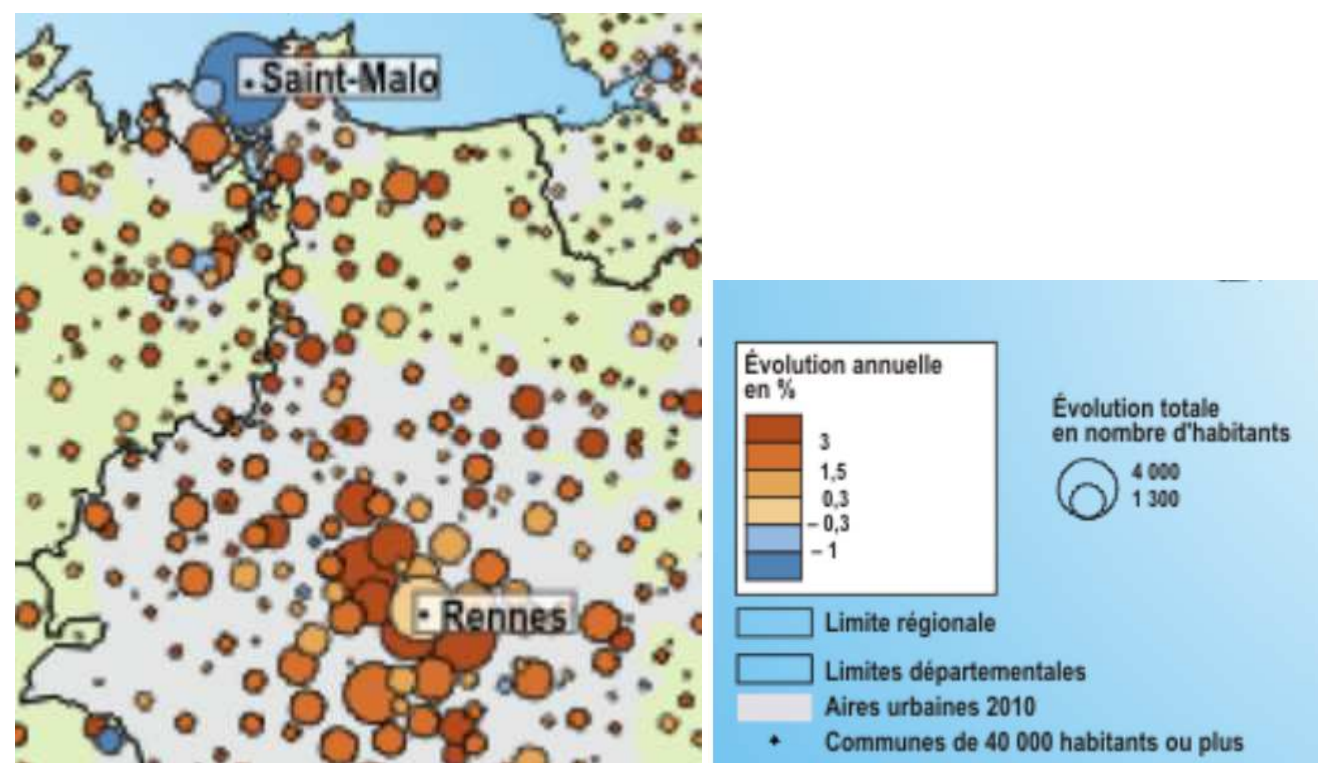 Saint-Malo
Rennes
Évolution annuelle
en %
3
1,5
0,3
– 0,3
– 1
Évolution totale
en nombre d'habitants
4 000
1 300
Limite régionale
Limites départementales
Aires urbaines 2010
Communes de 40 000 habitants ou plus